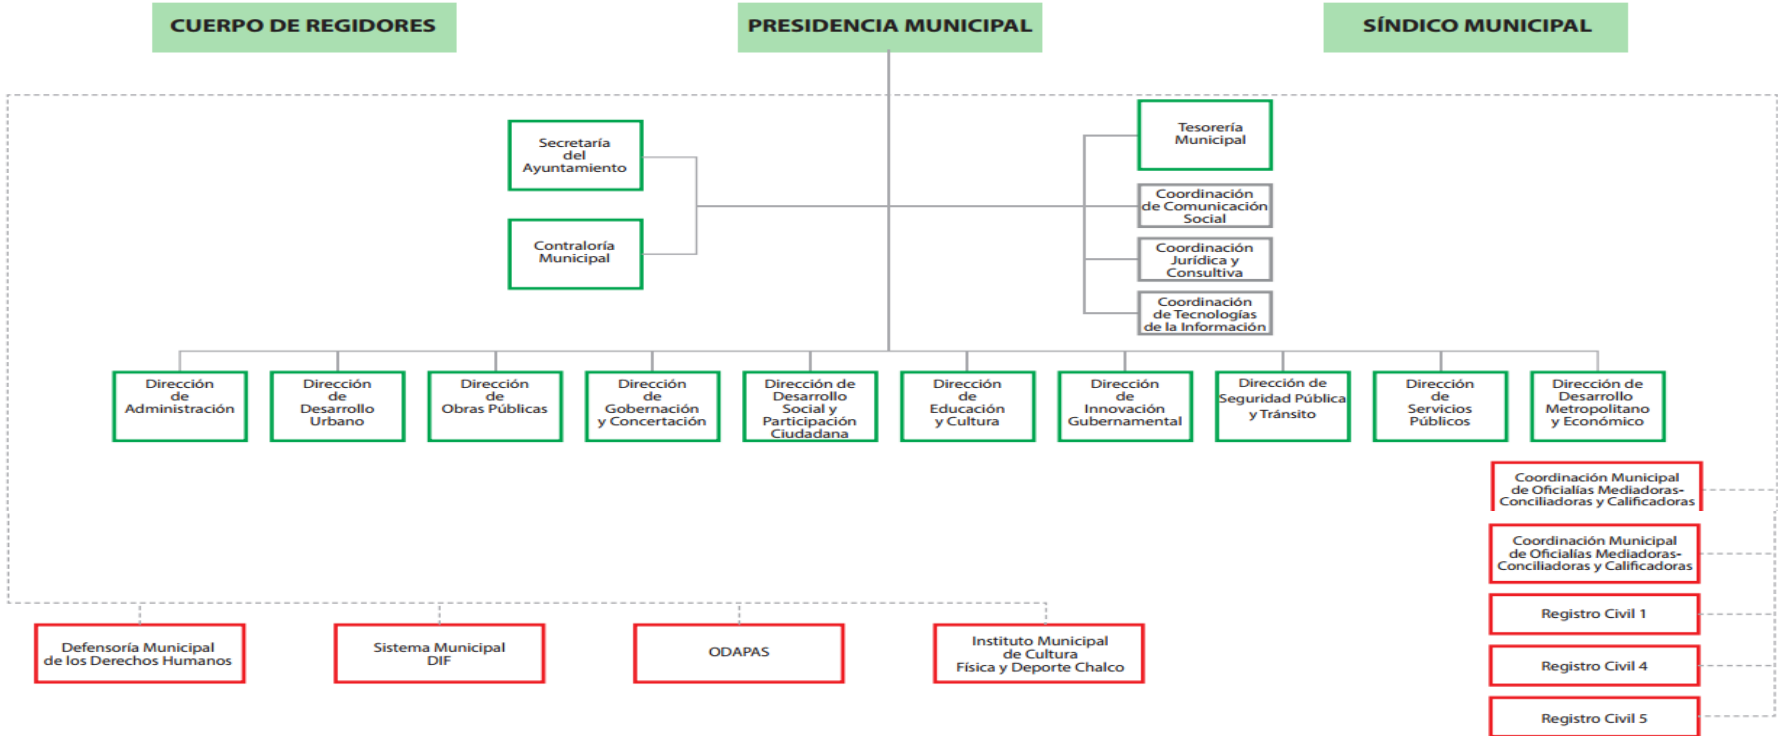 CUERPO DE REGIDORES
PRESIDENCIA MUNICIPAL
SÍNDICO MUNICIPAL
Secretaría
del
Ayuntamiento
Contraloría
Municipal
Tesorería
Municipal
Coordinación
de Comunicación
Social
Coordinación
Jurídica y
Consultiva
Coordinación
de Tecnologías
de la Información
Dirección
de
Administración
Dirección
de
Desarrollo
Urbano
Dirección
de
Obras Públicas
Dirección
de
Gobernación
y Concertación
Dirección de
Desarrollo
Social y
Participación
Ciudadana
Dirección
de
Educación
y Cultura
Dirección
de
Innovación
Gubernamental
Dirección de
Seguridad Pública
y Tránsito
Dirección
de
Servicios
Públicos
Dirección de
Desarrollo
Metropolitano
y Económico
Coordinación Municipal
de Oficialías Mediadoras-
Conciliadoras y Calificadoras
Coordinación Municipal
de Oficialías Mediadoras-
Conciliadoras y Calificadoras
Registro Civil 1
Registro Civil 4
Registro Civil 5
Defensoría Municipal
de los Derechos Humanos
Sistema Municipal
DIF
ODAPAS
Instituto Municipal
de Cultura
Física y Deporte Chalco